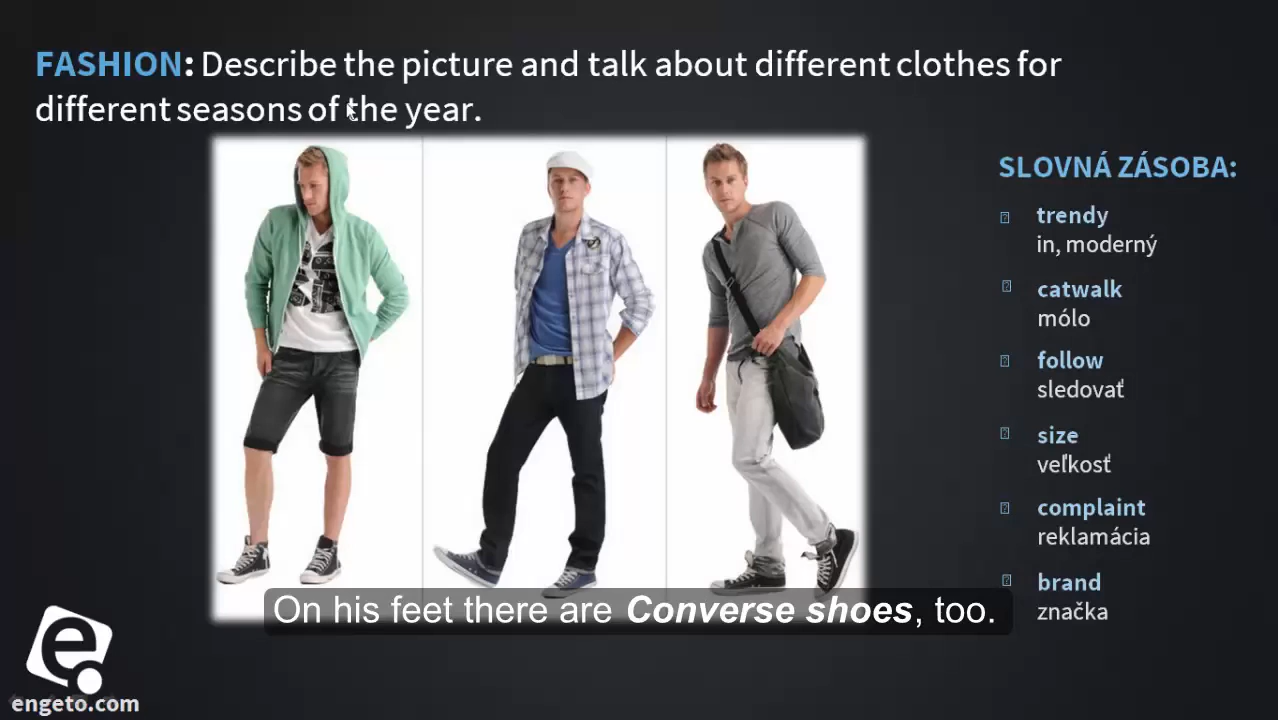 FASHION: Describe the picture and talk about different clothes for
different seasons of the year.
SLOVNÁ ZÁSOBA:
trendy
in, moderný
catwalk
mólo
follow
sledovať
size
veľkosť
complaint
reklamácia
brand
značka
On his feet there are Converse shoes, too.
e
engeto.com